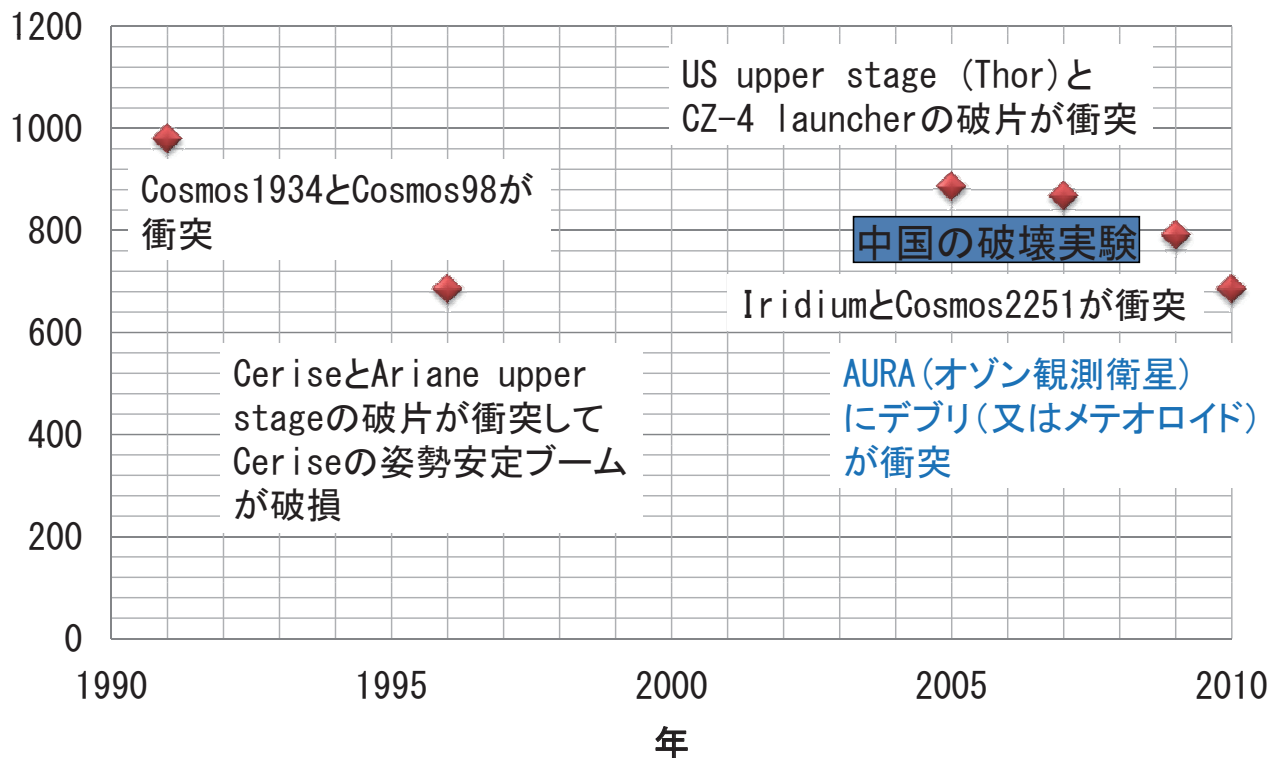 1200
1000
800
600
400
200
0
US upper stage (Thor)と
CZ-4 launcherの破片が衝突
Cosmos1934とCosmos98が
衝突
中国の破壊実験
IridiumとCosmos2251が衝突
CeriseとAriane upper
stageの破片が衝突して
Ceriseの姿勢安定ブーム
が破損
AURA(オゾン観測衛星)
にデブリ(又はメテオロイド)
が衝突
1990 1995 2000 2005 2010
年